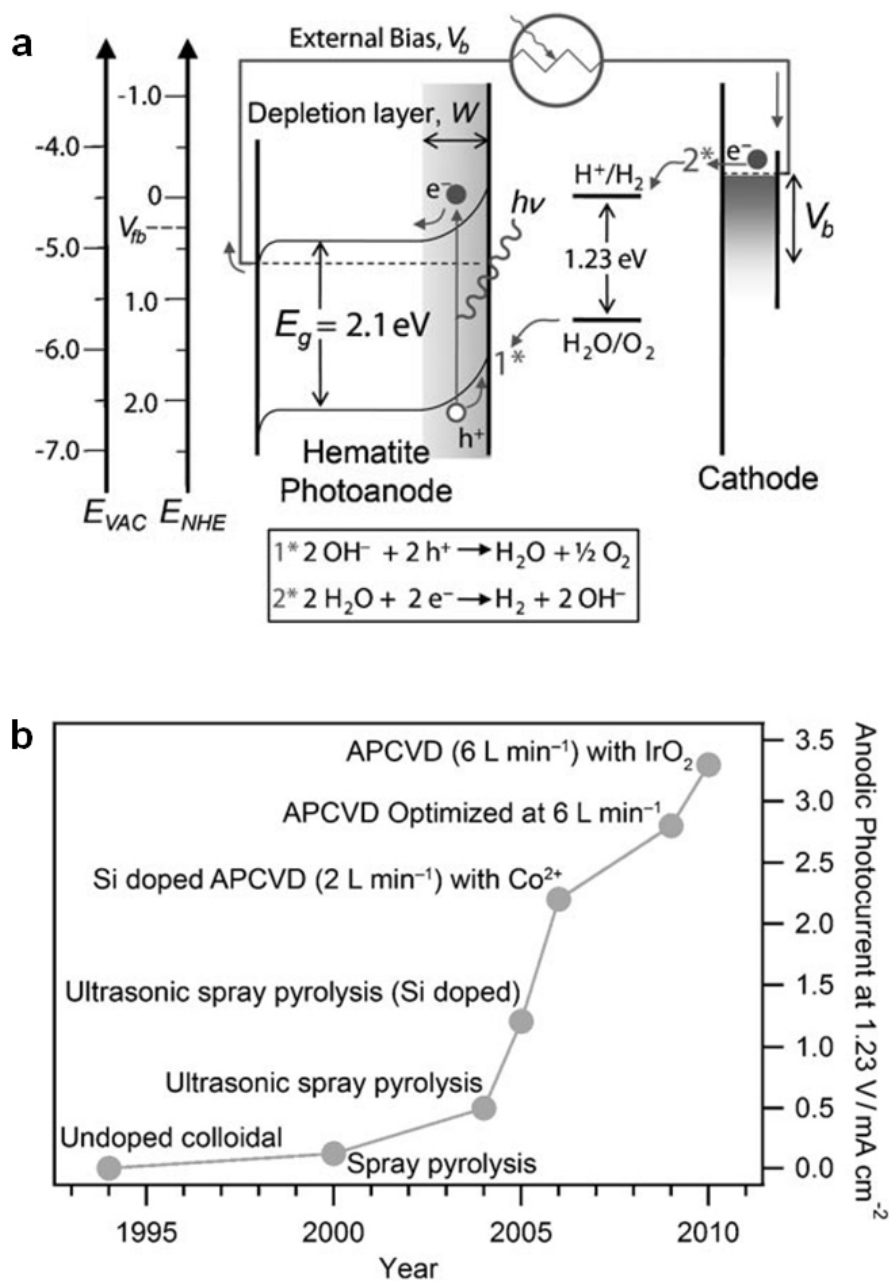 a
External Bias, V_b
Depletion layer, W
-1.0
-4.0
0
V_fb
-5.0
1.0
-6.0
2.0
-7.0
E_VAC E_NHE
e⁻
hν
E_g = 2.1 eV
1*
h⁺
Hematite
Photoanode
H⁺/H₂
1.23 eV
H₂O/O₂
2* e⁻
V_b
Cathode
1* 2 OH⁻ + 2 h⁺ → H₂O + ½ O₂
2* 2 H₂O + 2 e⁻ → H₂ + 2 OH⁻
b
APCVD (6 L min⁻¹) with IrO₂
APCVD Optimized at 6 L min⁻¹
Si doped APCVD (2 L min⁻¹) with Co²⁺
Ultrasonic spray pyrolysis (Si doped)
Ultrasonic spray pyrolysis
Undoped colloidal
Spray pyrolysis
3.5
3.0
2.5
2.0
1.5
1.0
0.5
0.0
Anodic Photocurrent at 1.23 V / mA cm⁻²
1995 2000 2005 2010
Year